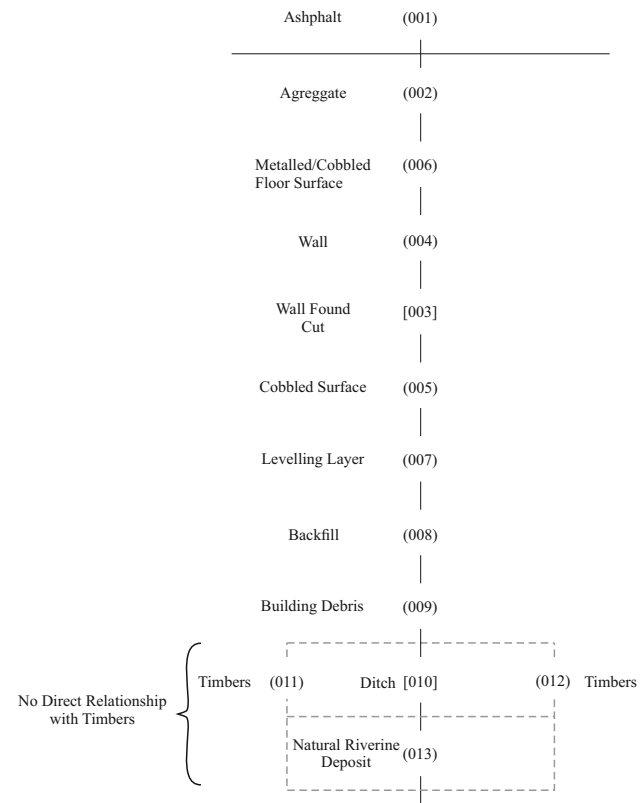 Ashphalt (001)
Agreggate (002)
Metalled/Cobbled
Floor Surface (006)
Wall (004)
Wall Found
Cut [003]
Cobbled Surface (005)
Levelling Layer (007)
Backfill (008)
Building Debris (009)
No Direct Relationship
with Timbers
Timbers (011) Ditch [010] (012) Timbers
Natural Riverine
Deposit (013)